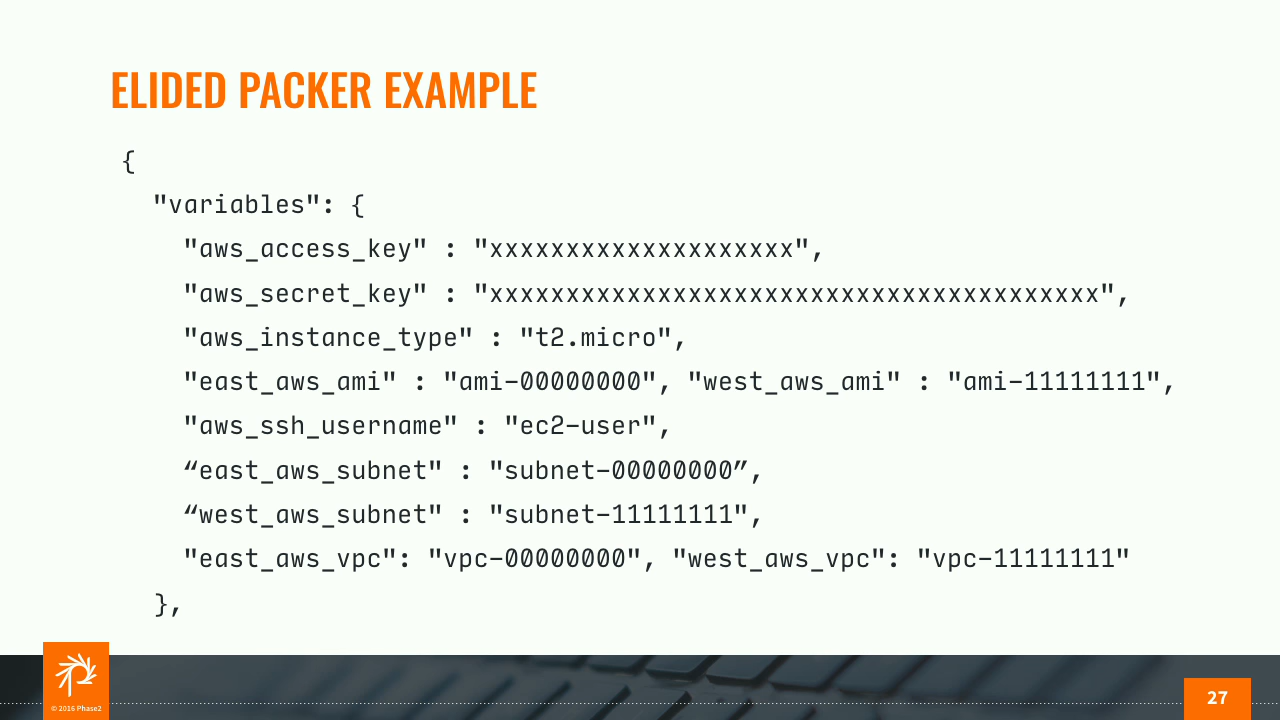 ELIDED PACKER EXAMPLE
{
"variables": {
"aws_access_key" : "xxxxxxxxxxxxxxxxxxxx",
"aws_secret_key" : "xxxxxxxxxxxxxxxxxxxxxxxxxxxxxxxxxxxxxxxx",
"aws_instance_type" : "t2.micro",
"east_aws_ami" : "ami-00000000", "west_aws_ami" : "ami-11111111",
"aws_ssh_username" : "ec2-user",
“east_aws_subnet" : "subnet-00000000”,
“west_aws_subnet" : "subnet-11111111",
"east_aws_vpc": "vpc-00000000", "west_aws_vpc": "vpc-11111111"
},
© 2016 Phase2
27